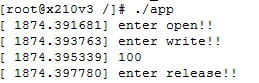 [root@x210v3 /]# ./app
[ 1874.391681] enter open!!
[ 1874.393763] enter write!!
[ 1874.395339] 100
[ 1874.397780] enter release!!